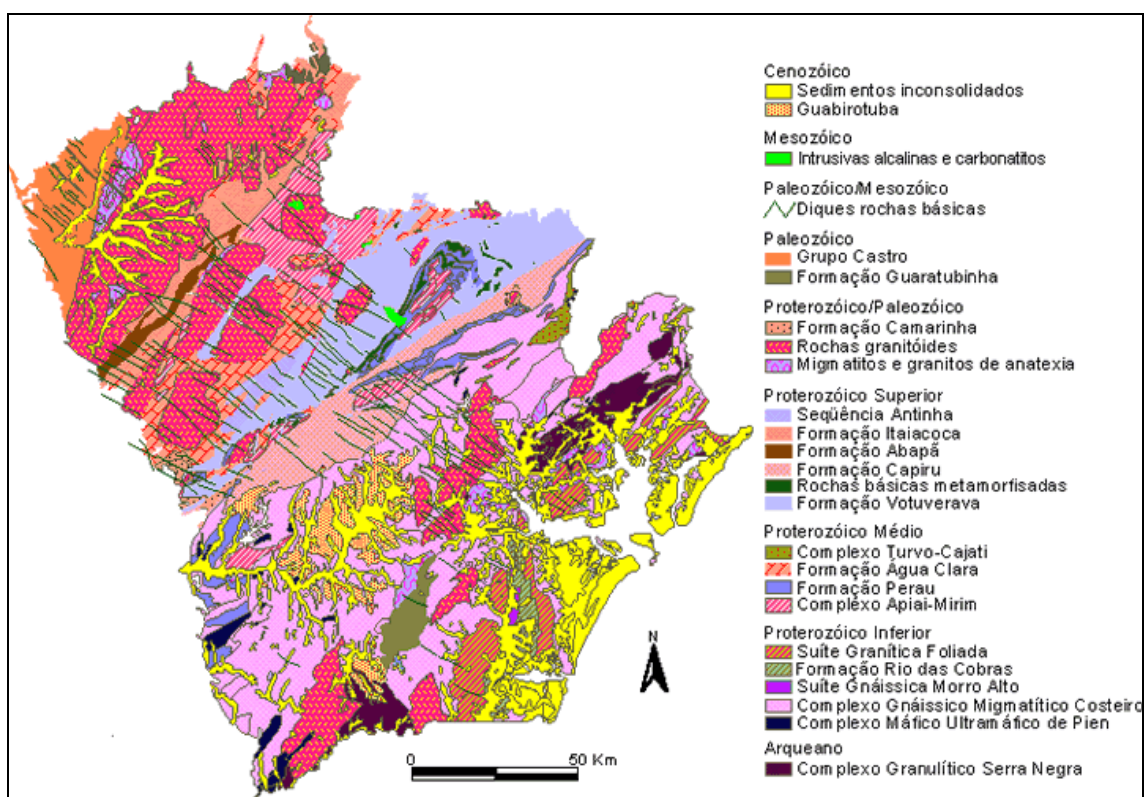 Cenozóico
Sedimentos inconsolidados
Guabirotuba
Mesozóico
Intrusivas alcalinas e carbonatitos
Paleozóico/Mesozóico
Diques rochas básicas
Paleozóico
Grupo Castro
Formação Guaratubinha
Proterozóico/Paleozóico
Formação Camarinha
Rochas granitóides
Migmatitos e granitos de anatexia
Proterozóico Superior
Seqüência Antinha
Formação Itaiacoca
Formação Abapã
Formação Capiru
Rochas básicas metamorfisadas
Formação Votuverava
Proterozóico Médio
Complexo Turvo-Cajati
Formação Água Clara
Formação Perau
Complexo Apiai-Mirim
Proterozóico Inferior
Suíte Granítica Foliada
Formação Rio das Cobras
Suíte Gnáissica Morro Alto
Complexo Gnáissico Migmatítico Costeiro
Complexo Máfico Ultramáfico de Pien
Arqueano
Complexo Granulítico Serra Negra
N
0 50 Km